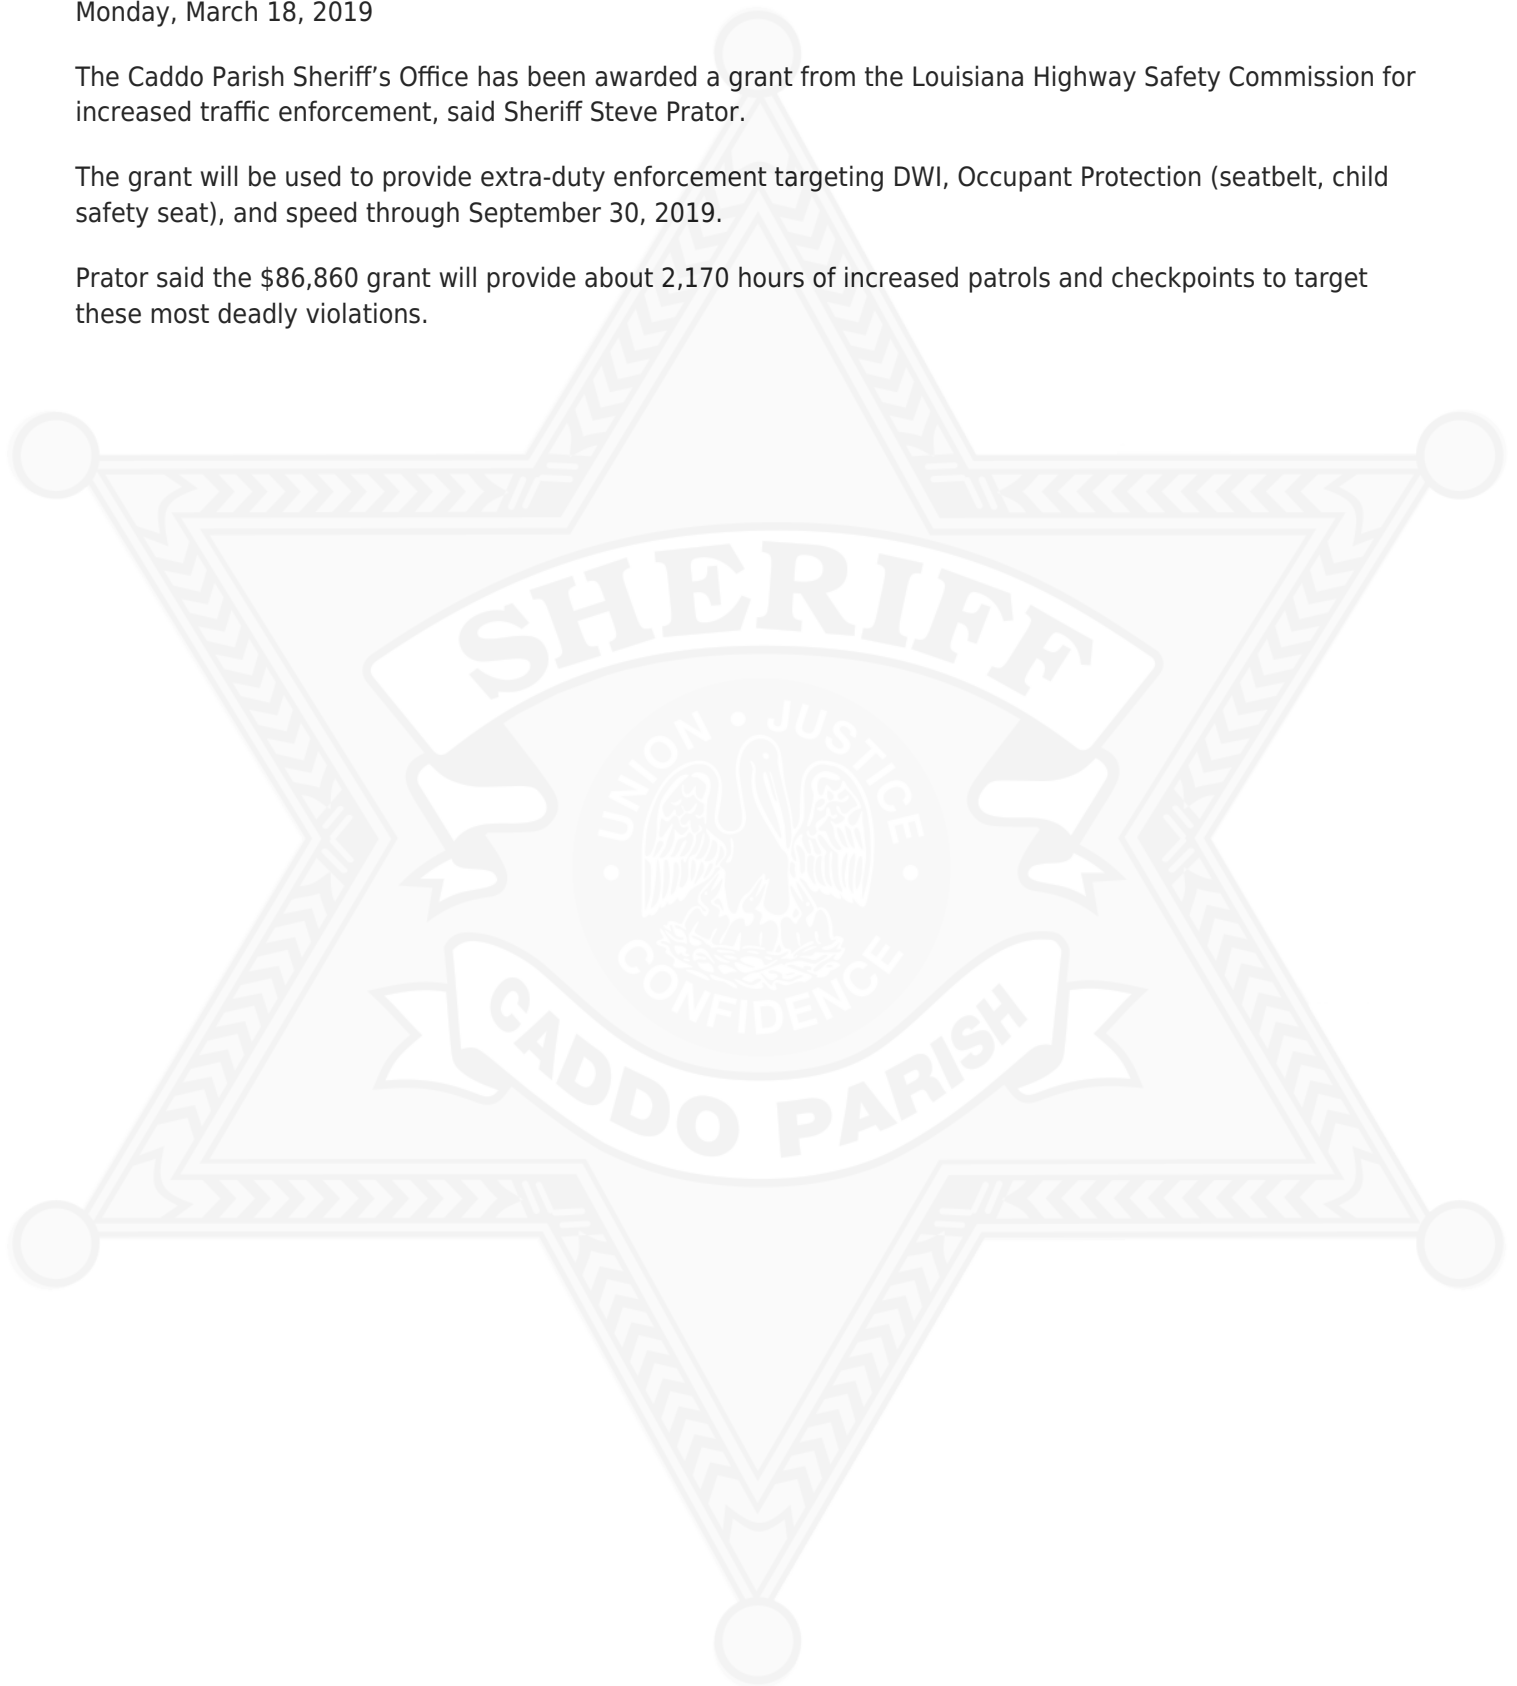 Monday, March 18, 2019
The Caddo Parish Sheriff’s Office has been awarded a grant from the Louisiana Highway Safety Commission for
increased traffic enforcement, said Sheriff Steve Prator.
The grant will be used to provide extra-duty enforcement targeting DWI, Occupant Protection (seatbelt, child
safety seat), and speed through September 30, 2019.
Prator said the $86,860 grant will provide about 2,170 hours of increased patrols and checkpoints to target
these most deadly violations.
SHERIFF
UNION • JUSTICE
• CONFIDENCE •
CADDO PARISH